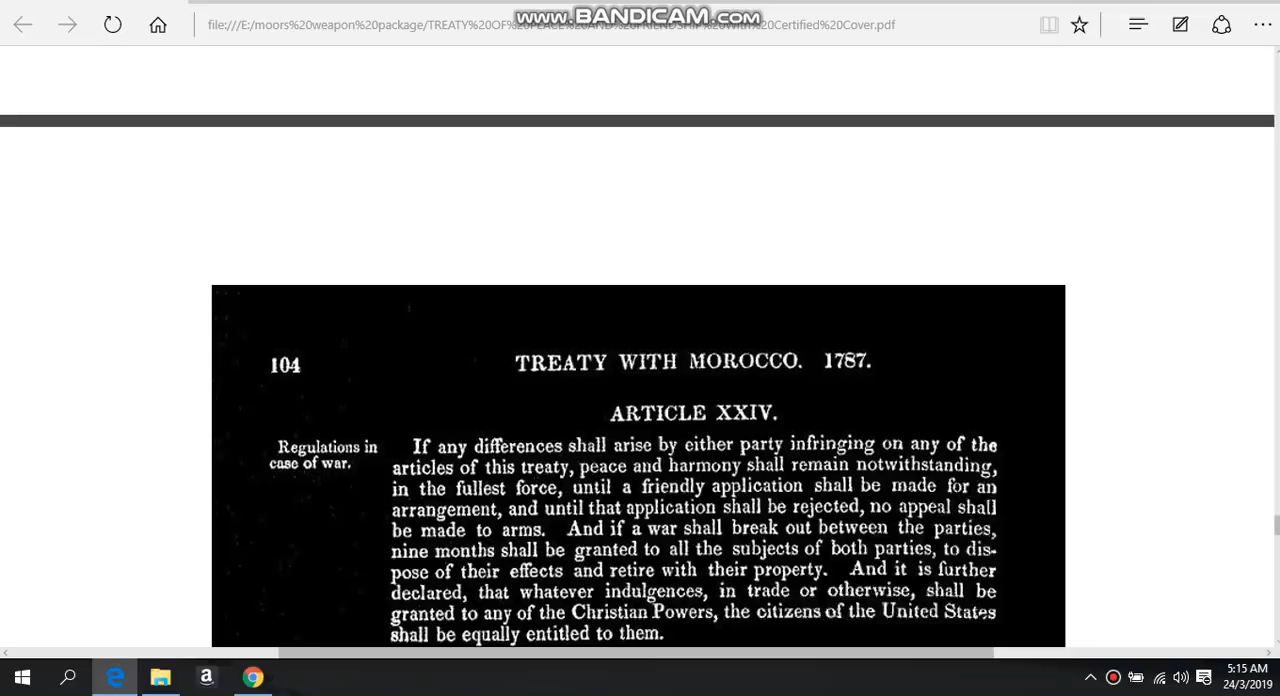 www.BANDICAM.com
file:///E:/moors%20weapon%20package/TREATY%20OF%20PEACE%20AND%20FRIENDSHIP%20With%20Certified%20Cover.pdf
104
TREATY WITH MOROCCO. 1787.
ARTICLE XXIV.
Regulations in
case of war.
If any differences shall arise by either party infringing on any of the
articles of this treaty, peace and harmony shall remain notwithstanding,
in the fullest force, until a friendly application shall be made for an
arrangement, and until that application shall be rejected, no appeal shall
be made to arms. And if a war shall break out between the parties,
nine months shall be granted to all the subjects of both parties, to dis-
pose of their effects and retire with their property. And it is further
declared, that whatever indulgences, in trade or otherwise, shall be
granted to any of the Christian Powers, the citizens of the United States
shall be equally entitled to them.
5:15 AM
24/3/2019